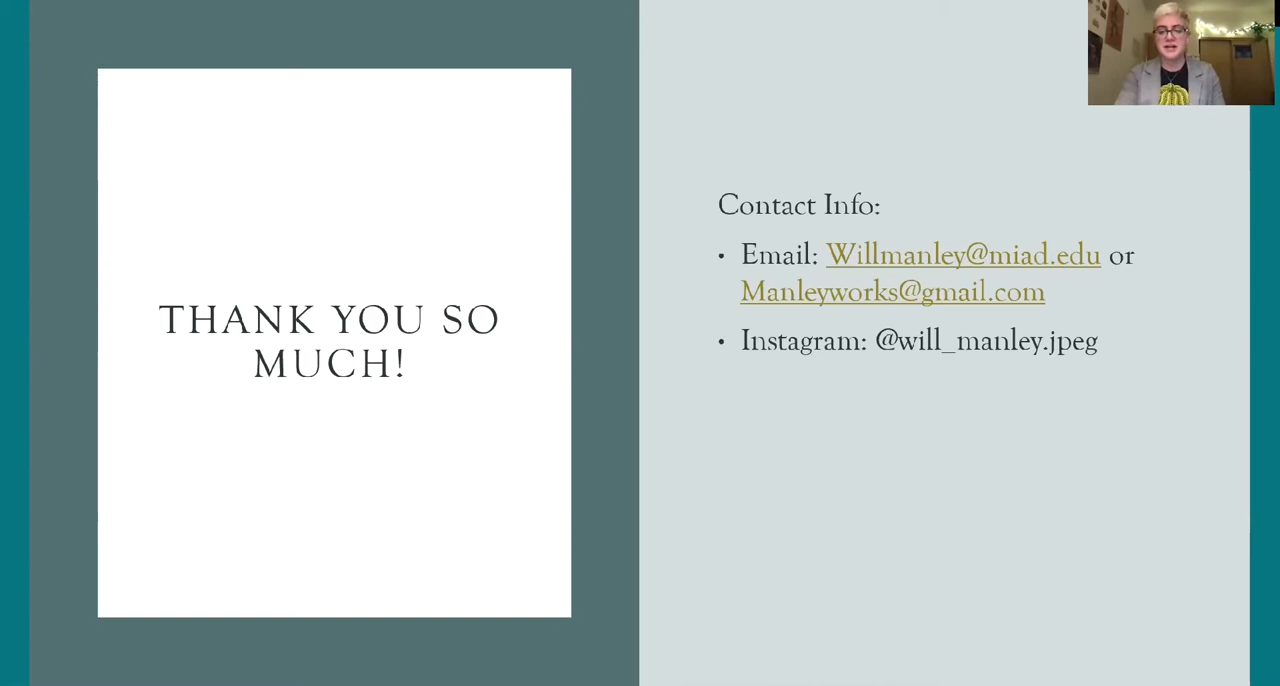 THANK YOU SO
MUCH!
Contact Info:
• Email: Willmanley@miad.edu or
Manleyworks@gmail.com
• Instagram: @will_manley.jpeg